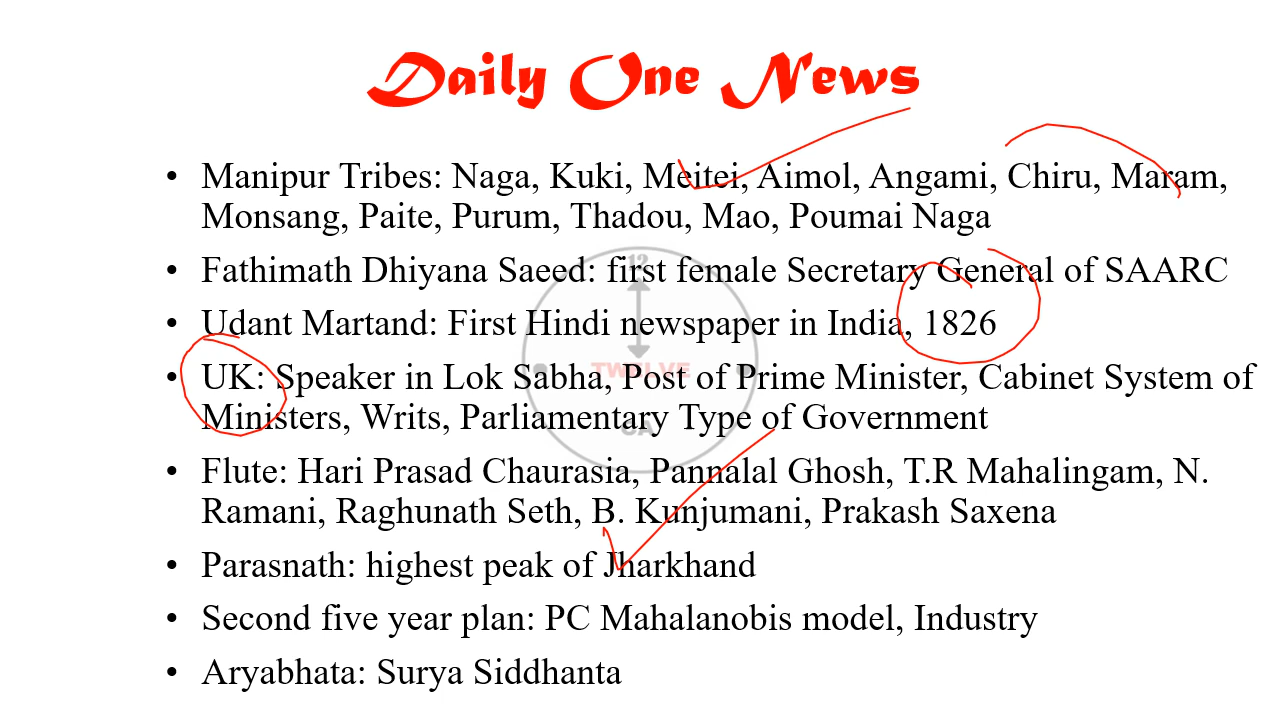 Daily One News
• Manipur Tribes: Naga, Kuki, Meitei, Aimol, Angami, Chiru, Maram,
Monsang, Paite, Purum, Thadou, Mao, Poumai Naga
• Fathimath Dhiyana Saeed: first female Secretary General of SAARC
• Udant Martand: First Hindi newspaper in India, 1826
• UK: Speaker in Lok Sabha, Post of Prime Minister, Cabinet System of
Ministers, Writs, Parliamentary Type of Government
• Flute: Hari Prasad Chaurasia, Pannalal Ghosh, T.R Mahalingam, N.
Ramani, Raghunath Seth, B. Kunjumani, Prakash Saxena
• Parasnath: highest peak of Jharkhand
• Second five year plan: PC Mahalanobis model, Industry
• Aryabhata: Surya Siddhanta
12
TWELVE
CA